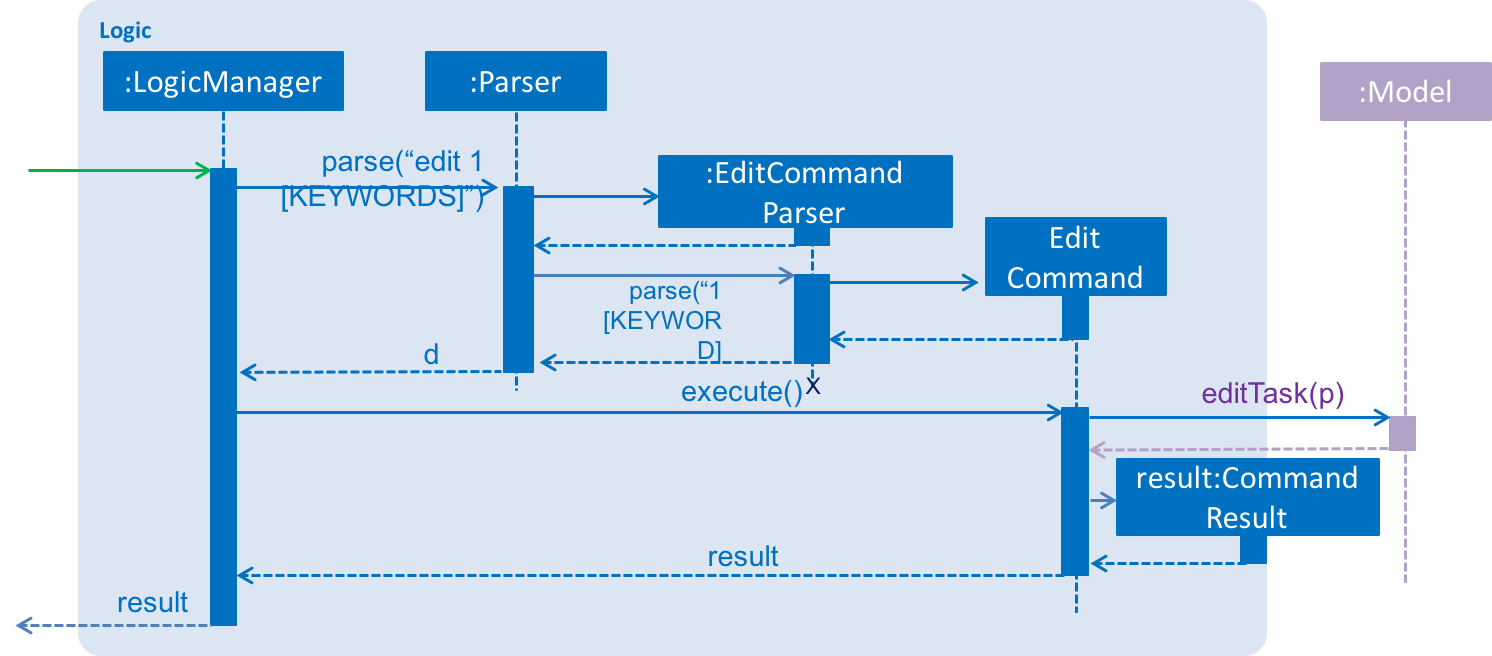 Logic
:LogicManager
:Parser
:Model
parse(“edit 1
[KEYWORDS]”)
:EditCommand
Parser
Edit
Command
parse(“1
[KEYWOR
D]
d
execute()
X
editTask(p)
result:Command
Result
result
result